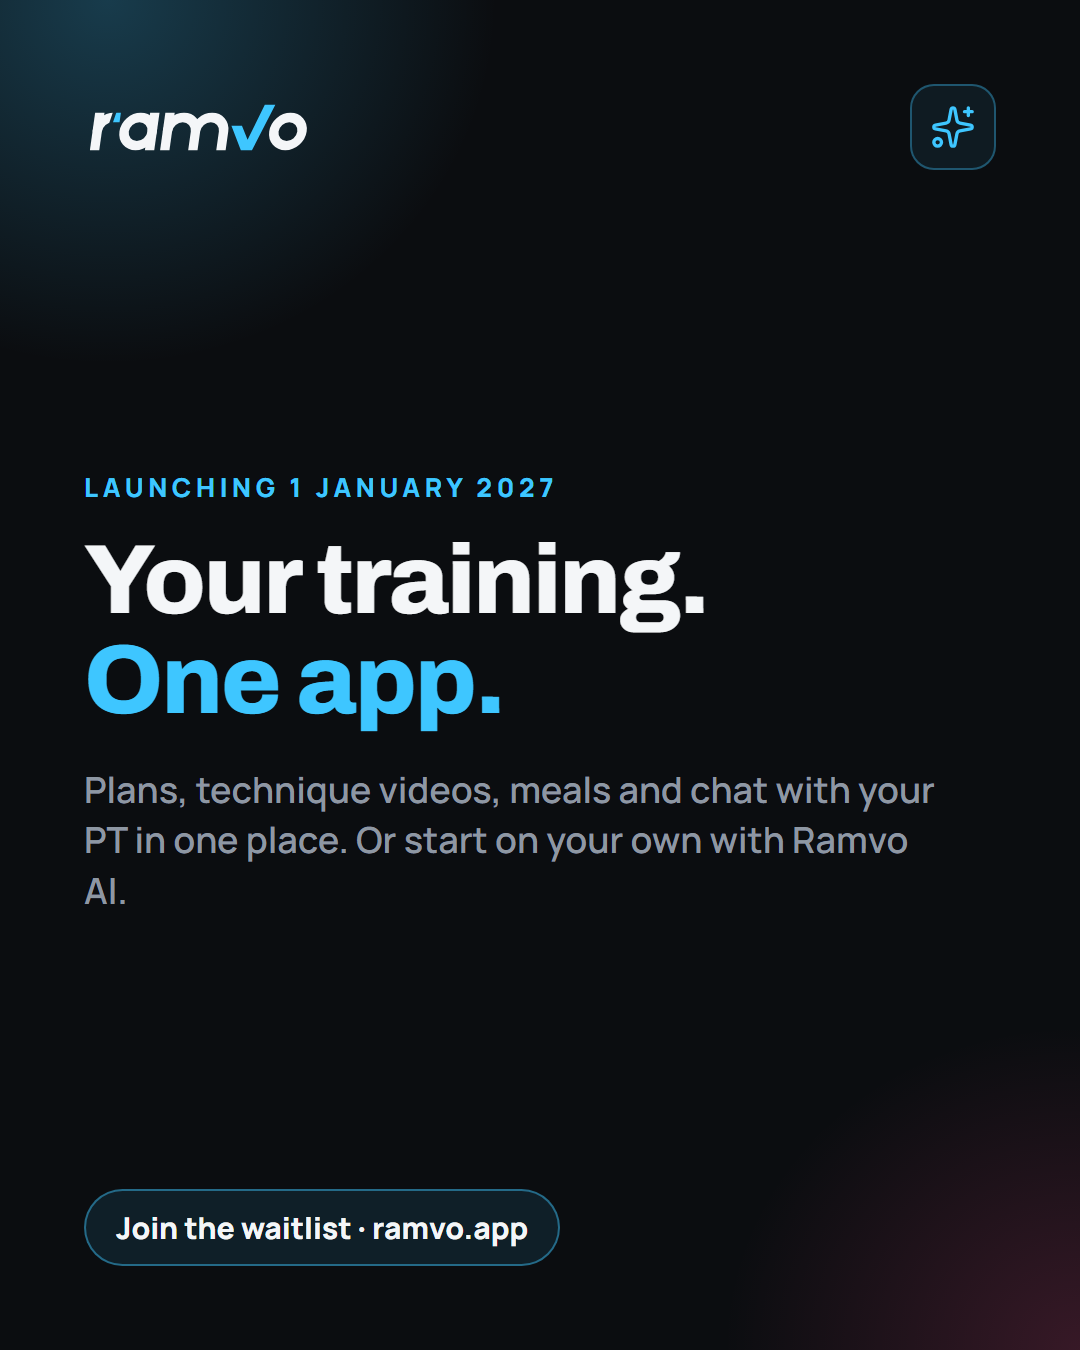 ramvo
LAUNCHING 1 JANUARY 2027
Your training.
One app.
Plans, technique videos, meals and chat with your
PT in one place. Or start on your own with Ramvo
AI.
Join the waitlist · ramvo.app